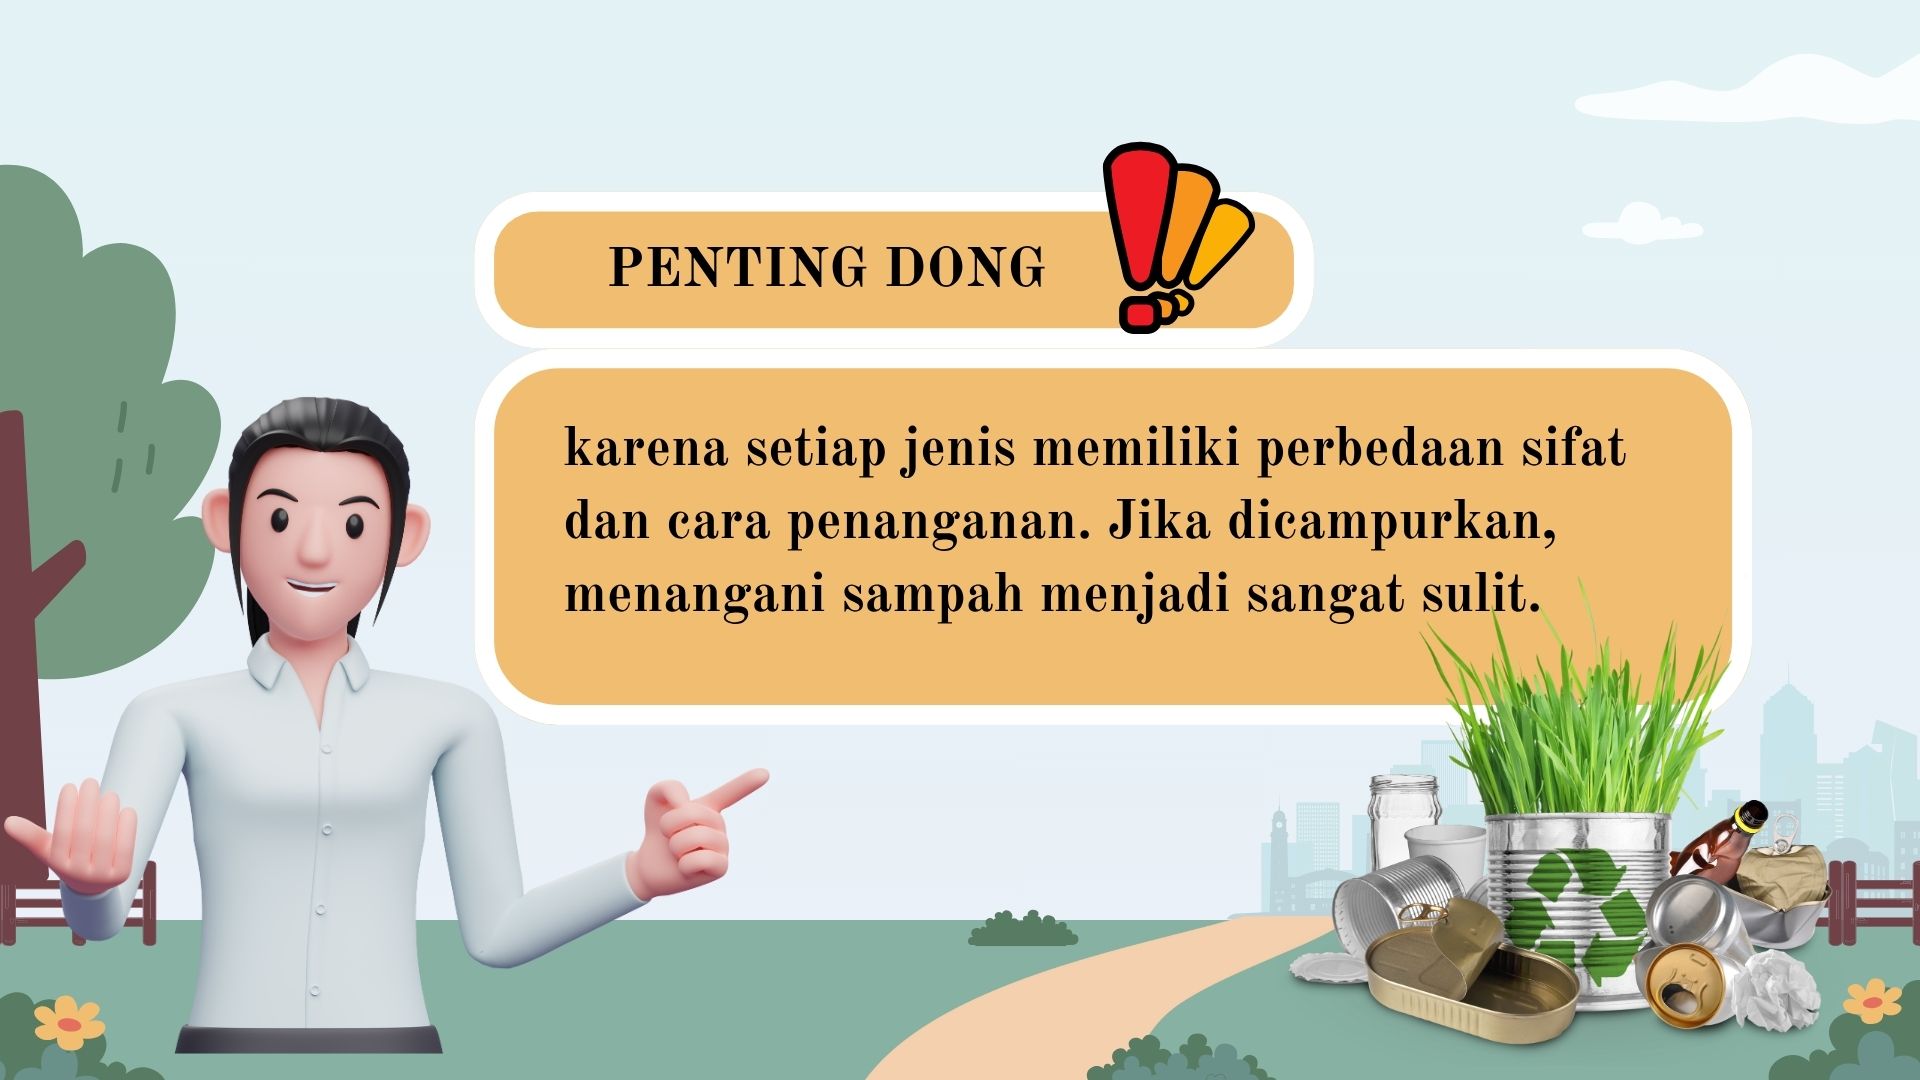 PENTING DONG
karena setiap jenis memiliki perbedaan sifat
dan cara penanganan. Jika dicampurkan,
menangani sampah menjadi sangat sulit.